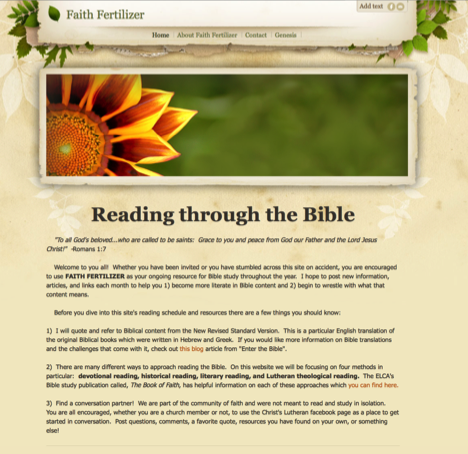 Faith Fertilizer
Add text
Home | About Faith Fertilizer | Contact | Genesis
Reading through the Bible
"To all God's beloved...who are called to be saints:  Grace to you and peace from God our Father and the Lord Jesus
Christ!"  -Romans 1:7
Welcome to you all!  Whether you have been invited or you have stumbled across this site on accident, you are encouraged
to use FAITH FERTILIZER as your ongoing resource for Bible study throughout the year.  I hope to post new information,
articles, and links each month to help you 1) become more literate in Bible content and 2) begin to wrestle with what that
content means.
Before you dive into this site's reading schedule and resources there are a few things you should know:
1)  I will quote and refer to Biblical content from the New Revised Standard Version.  This is a particular English translation of
the original Biblical books which were written in Hebrew and Greek.  If you would like more information on Bible translations
and the challenges that come with it, check out this blog article from "Enter the Bible".
2)  There are many different ways to approach reading the Bible.  On this website we will be focusing on four methods in
particular:  devotional reading, historical reading, literary reading, and Lutheran theological reading.  The ELCA's
Bible study publication called, The Book of Faith, has helpful information on each of these approaches which you can find here.
3)  Find a conversation partner!  We are part of the community of faith and were not meant to read and study in isolation.
You are all encouraged, whether you are a church member or not, to use the Christ's Lutheran facebook page as a place to get
started in conversation.  Post questions, comments, a favorite quote, resources you have found on your own, or something
else!